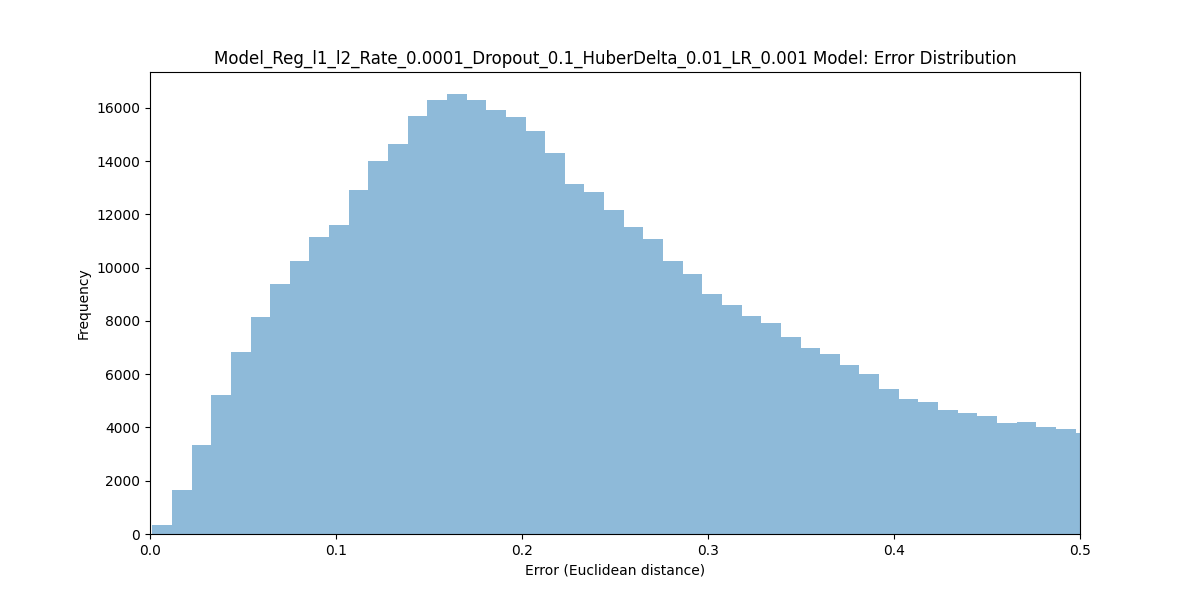 Model_Reg_l1_l2_Rate_0.0001_Dropout_0.1_HuberDelta_0.01_LR_0.001 Model: Error Distribution
16000
14000
12000
10000
8000
6000
4000
2000
0
Frequency
0.0 0.1 0.2 0.3 0.4 0.5
Error (Euclidean distance)